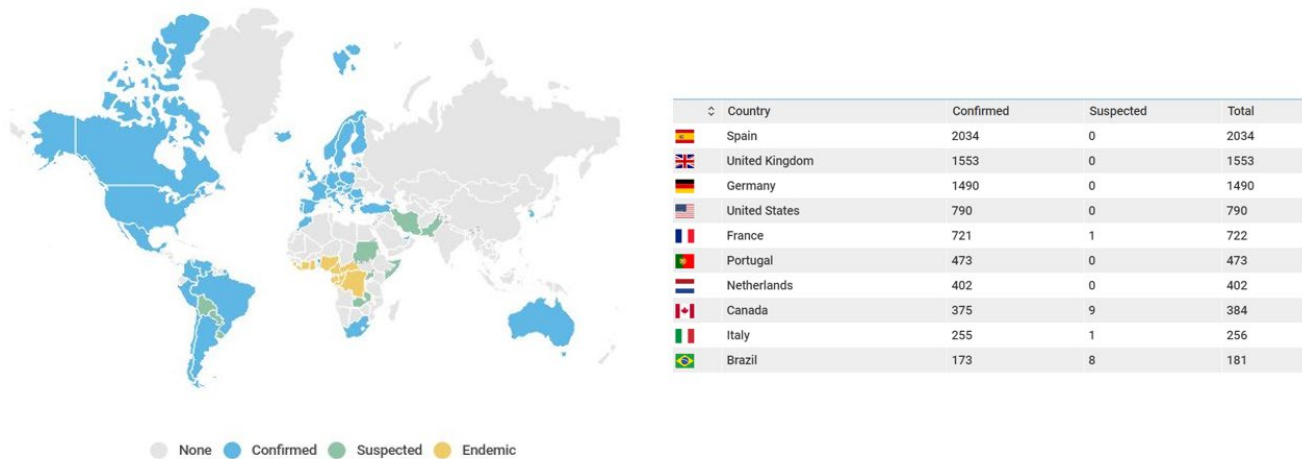 Country Confirmed Suspected Total
Spain 2034 0 2034
United Kingdom 1553 0 1553
Germany 1490 0 1490
United States 790 0 790
France 721 1 722
Portugal 473 0 473
Netherlands 402 0 402
Canada 375 9 384
Italy 255 1 256
Brazil 173 8 181
None Confirmed Suspected Endemic